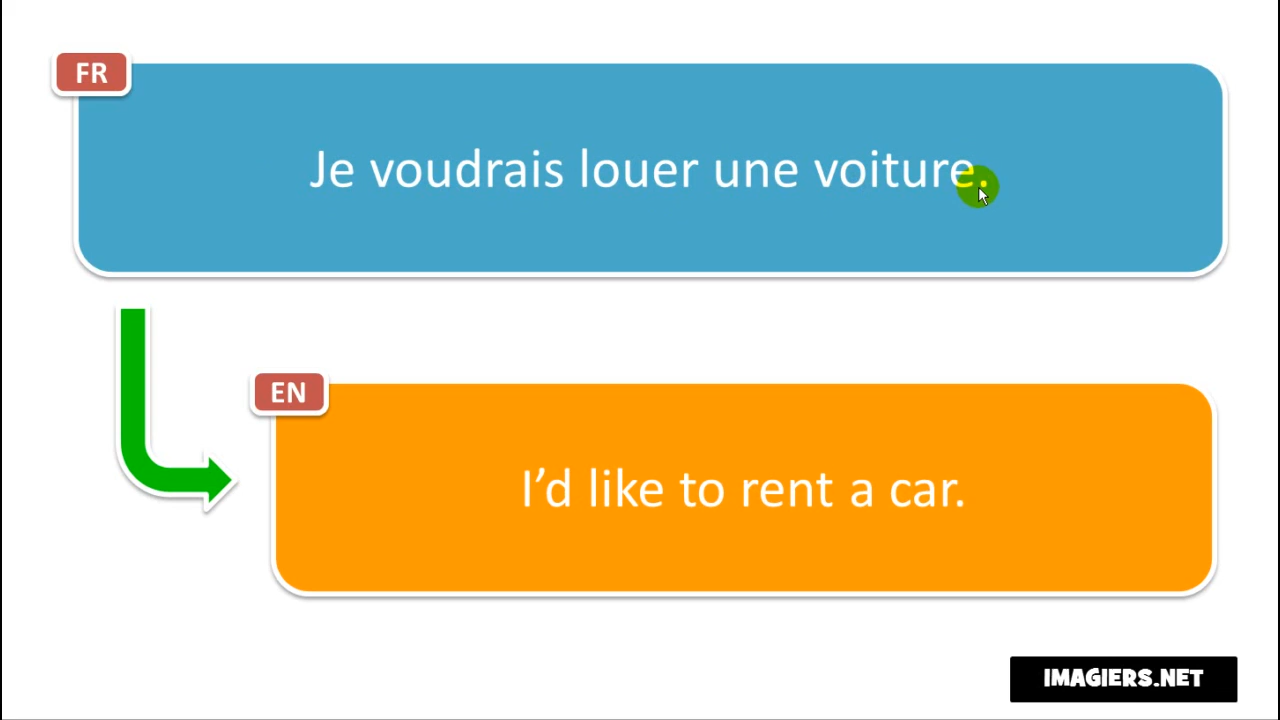 FR
Je voudrais louer une voiture.
EN
I’d like to rent a car.
IMAGIERS.NET